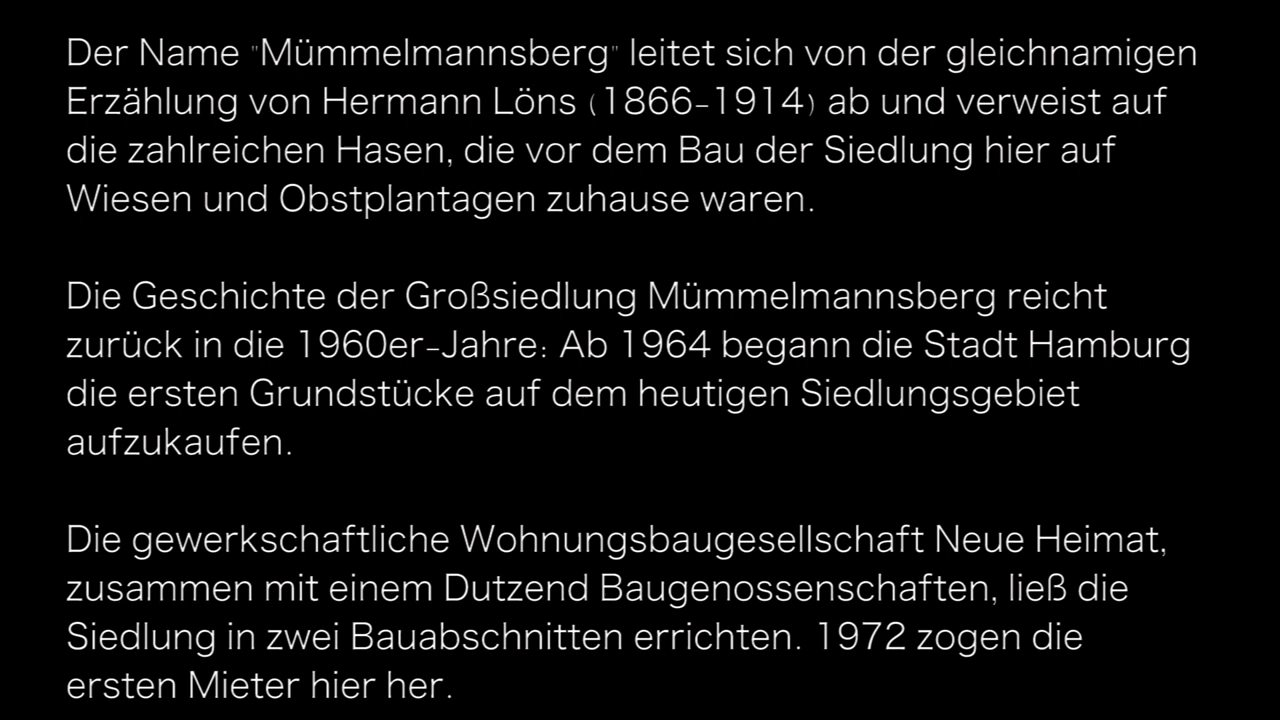 Der Name "Mümmelmannsberg" leitet sich von der gleichnamigen
Erzählung von Hermann Löns (1866-1914) ab und verweist auf
die zahlreichen Hasen, die vor dem Bau der Siedlung hier auf
Wiesen und Obstplantagen zuhause waren.
Die Geschichte der Großsiedlung Mümmelmannsberg reicht
zurück in die 1960er-Jahre: Ab 1964 begann die Stadt Hamburg
die ersten Grundstücke auf dem heutigen Siedlungsgebiet
aufzukaufen.
Die gewerkschaftliche Wohnungsbaugesellschaft Neue Heimat,
zusammen mit einem Dutzend Baugenossenschaften, ließ die
Siedlung in zwei Bauabschnitten errichten. 1972 zogen die
ersten Mieter hier her.